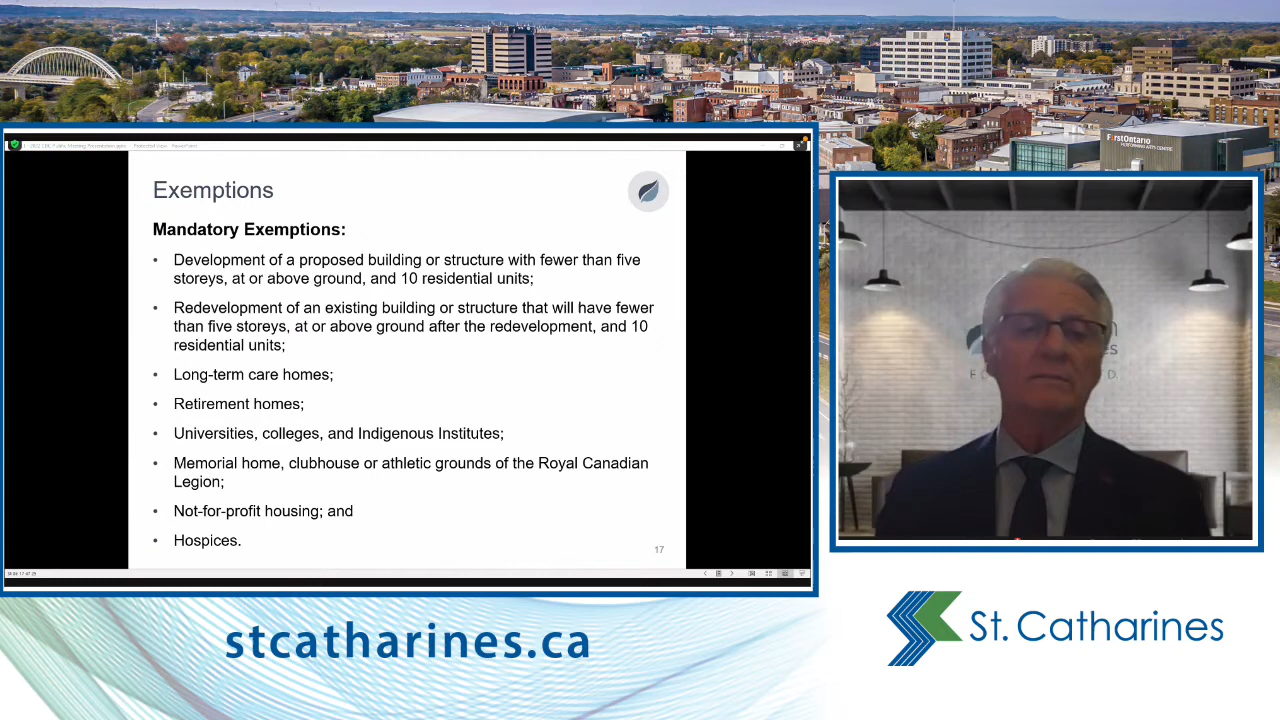 FirstOntario
PERFORMING ARTS CENTRE
Exemptions
Mandatory Exemptions:
• Development of a proposed building or structure with fewer than five
storeys, at or above ground, and 10 residential units;
• Redevelopment of an existing building or structure that will have fewer
than five storeys, at or above ground after the redevelopment, and 10
residential units;
• Long-term care homes;
• Retirement homes;
• Universities, colleges, and Indigenous Institutes;
• Memorial home, clubhouse or athletic grounds of the Royal Canadian
Legion;
• Not-for-profit housing; and
• Hospices.
17
stcatharines.ca
St. Catharines